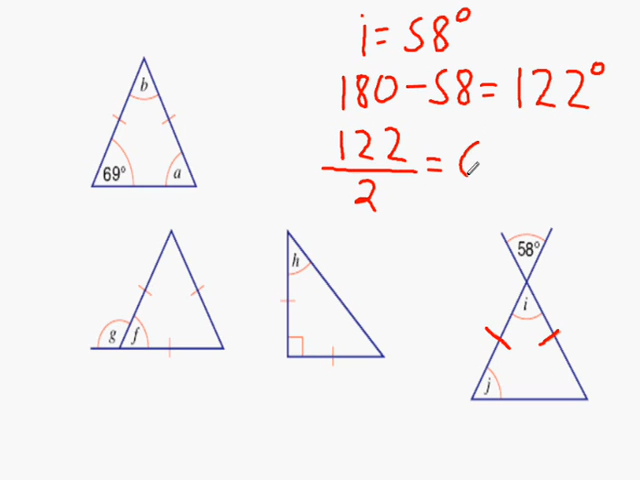 i = 58°
180 - 58 = 122°
122
2
= 6
b
69°
a
g
f
h
58°
i
j